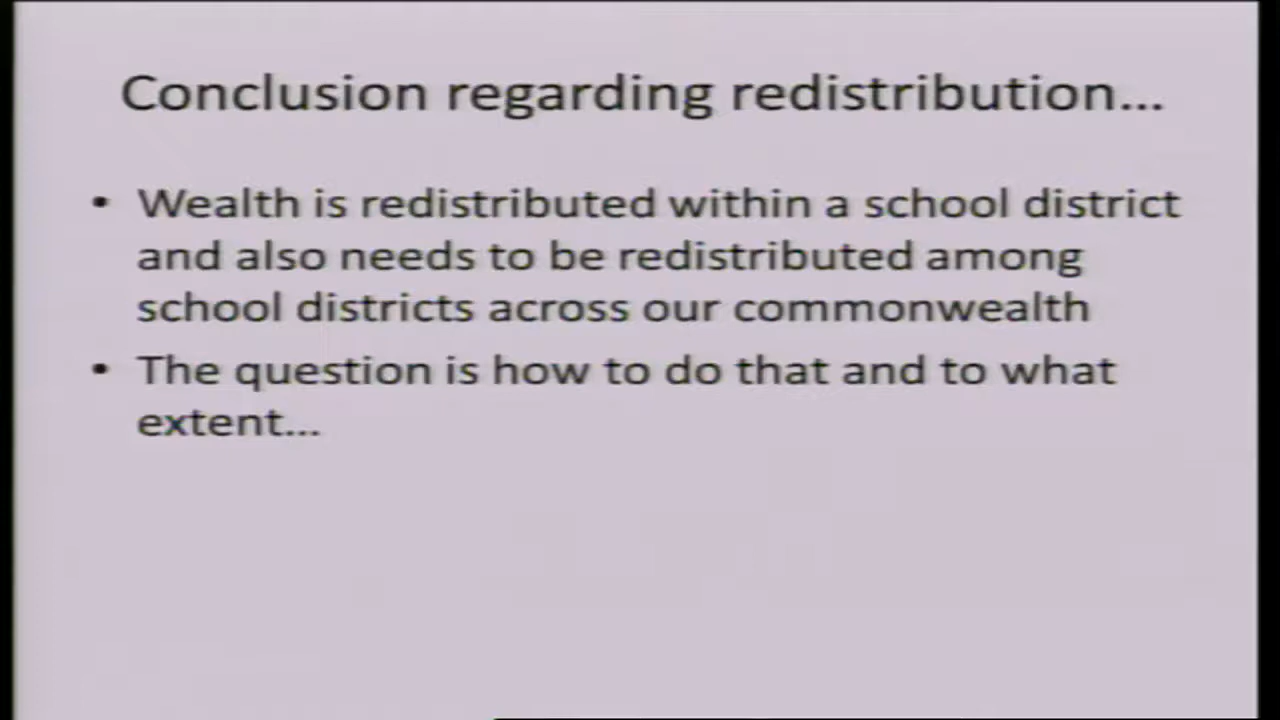 Conclusion regarding redistribution...
• Wealth is redistributed within a school district
and also needs to be redistributed among
school districts across our commonwealth
• The question is how to do that and to what
extent...